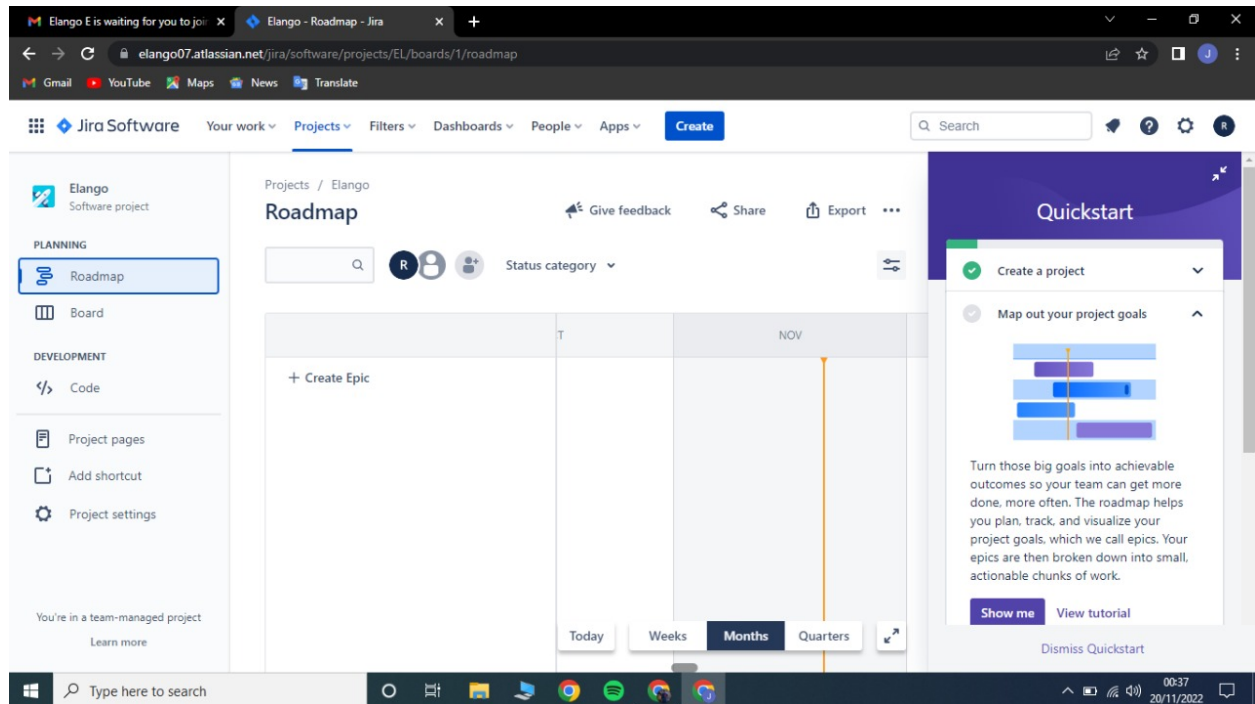 Elango E is waiting for you to joi
Elango - Roadmap - Jira
elango07.atlassian.net/jira/software/projects/EL/boards/1/roadmap
J
Gmail YouTube Maps News Translate
Jira Software Your work Projects Filters Dashboards People Apps Create Search R
Elango
Software project
PLANNING
Roadmap
Board
DEVELOPMENT
Code
Project pages
Add shortcut
Project settings
You're in a team-managed project
Learn more
Projects / Elango
Roadmap
Give feedback Share Export
R Status category
T NOV
+ Create Epic
Today Weeks Months Quarters
Quickstart
Create a project
Map out your project goals
Turn those big goals into achievable
outcomes so your team can get more
done, more often. The roadmap helps
you plan, track, and visualize your
project goals, which we call epics. Your
epics are then broken down into small,
actionable chunks of work.
Show me View tutorial
Dismiss Quickstart
Type here to search
00:37
20/11/2022